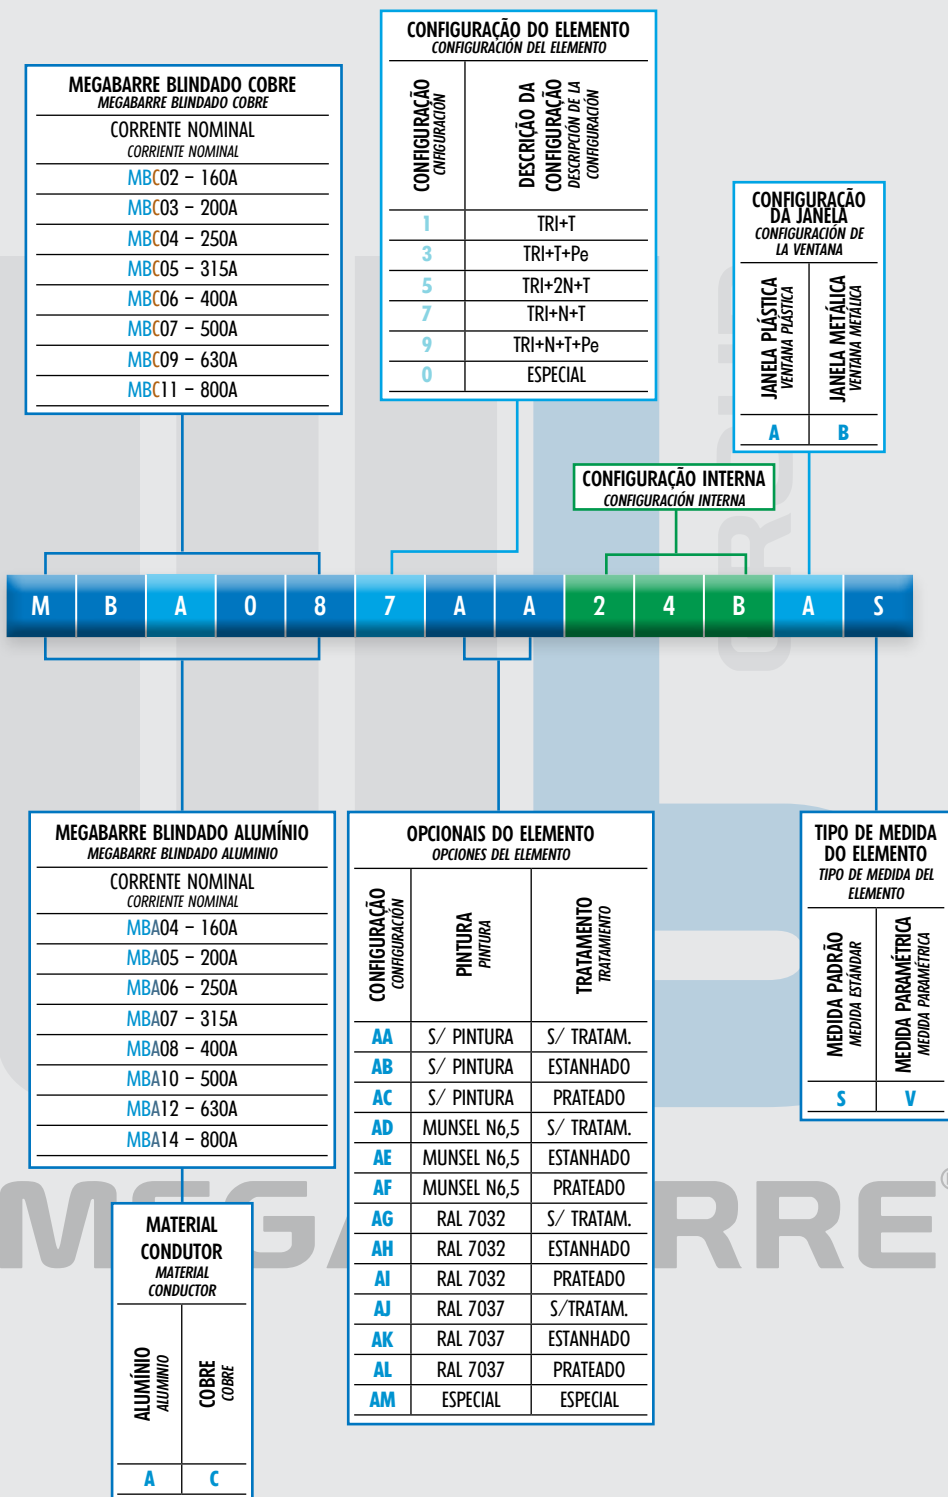 CONFIGURAÇÃO DO ELEMENTO
CONFIGURACIÓN DEL ELEMENTO
CONFIGURAÇÃO
CNFIGURACIÓN
DESCRIÇÃO DA
CONFIGURAÇÃO
DESCRIPCIÓN DE LA
CONFIGURACIÓN
1 TRI+T
3 TRI+T+Pe
5 TRI+2N+T
7 TRI+N+T
9 TRI+N+T+Pe
0 ESPECIAL
MEGABARRE BLINDADO COBRE
MEGABARRE BLINDADO COBRE
CORRENTE NOMINAL
CORRIENTE NOMINAL
MBC02 – 160A
MBC03 – 200A
MBC04 – 250A
MBC05 – 315A
MBC06 – 400A
MBC07 – 500A
MBC09 – 630A
MBC11 – 800A
CONFIGURAÇÃO
DA JANELA
CONFIGURACIÓN DE
LA VENTANA
JANELA PLÁSTICA
VENTANA PLÁSTICA
JANELA METÁLICA
VENTANA METÁLICA
A B
CONFIGURAÇÃO INTERNA
CONFIGURACIÓN INTERNA
GROUP
M B A 0 8 7 A A 2 4 B A S
MEGABARRE BLINDADO ALUMÍNIO
MEGABARRE BLINDADO ALUMINIO
CORRENTE NOMINAL
CORRIENTE NOMINAL
MBA04 – 160A
MBA05 – 200A
MBA06 – 250A
MBA07 – 315A
MBA08 – 400A
MBA10 – 500A
MBA12 – 630A
MBA14 – 800A
OPCIONAIS DO ELEMENTO
OPCIONES DEL ELEMENTO
CONFIGURAÇÃO
CONFIGURACIÓN
PINTURA
PINTURA
TRATAMENTO
TRATAMIENTO
AA S/ PINTURA S/ TRATAM.
AB S/ PINTURA ESTANHADO
AC S/ PINTURA PRATEADO
AD MUNSEL N6,5 S/ TRATAM.
AE MUNSEL N6,5 ESTANHADO
AF MUNSEL N6,5 PRATEADO
AG RAL 7032 S/ TRATAM.
AH RAL 7032 ESTANHADO
AI RAL 7032 PRATEADO
AJ RAL 7037 S/TRATAM.
AK RAL 7037 ESTANHADO
AL RAL 7037 PRATEADO
AM ESPECIAL ESPECIAL
TIPO DE MEDIDA
DO ELEMENTO
TIPO DE MEDIDA DEL
ELEMENTO
MEDIDA PADRÃO
MEDIDA ESTÁNDAR
MEDIDA PARAMÉTRICA
MEDIDA PARAMÉTRICA
S V
MATERIAL
CONDUTOR
MATERIAL
CONDUCTOR
ALUMÍNIO
ALUMINIO
COBRE
COBRE
A C